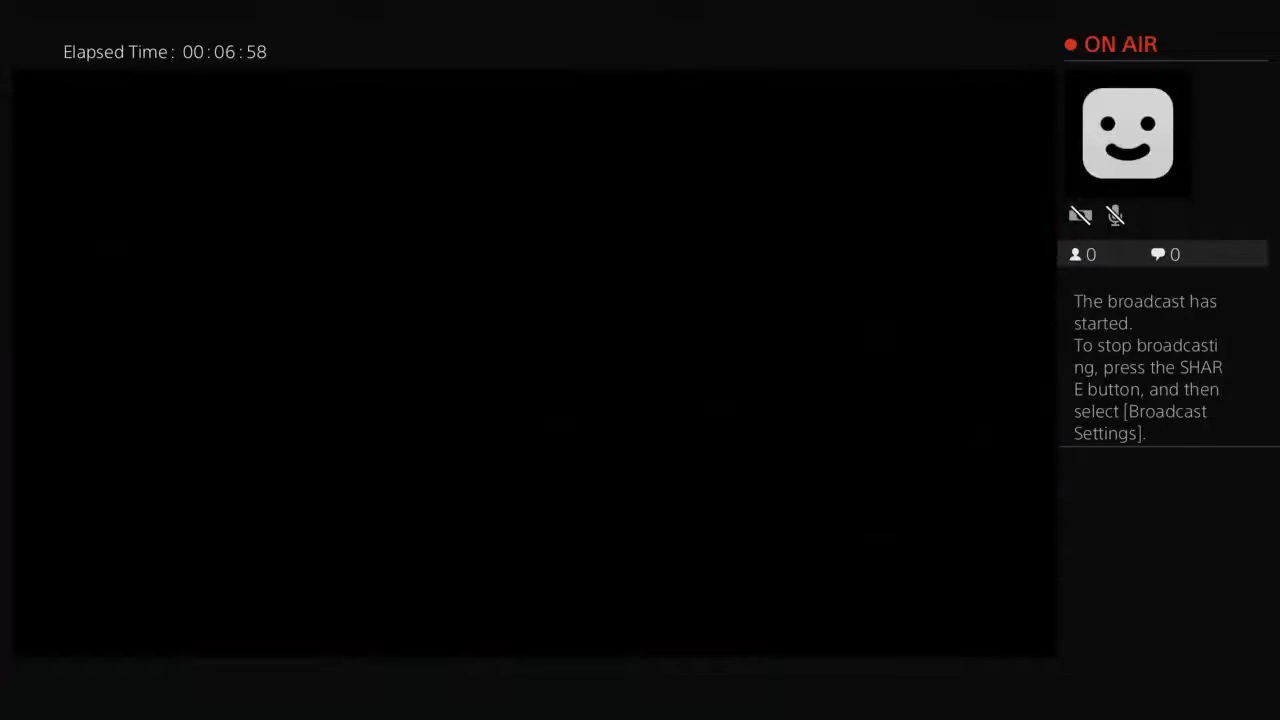 Elapsed Time: 00:06:58
ON AIR
0 0
The broadcast has
started.
To stop broadcasti
ng, press the SHAR
E button, and then
select [Broadcast
Settings].